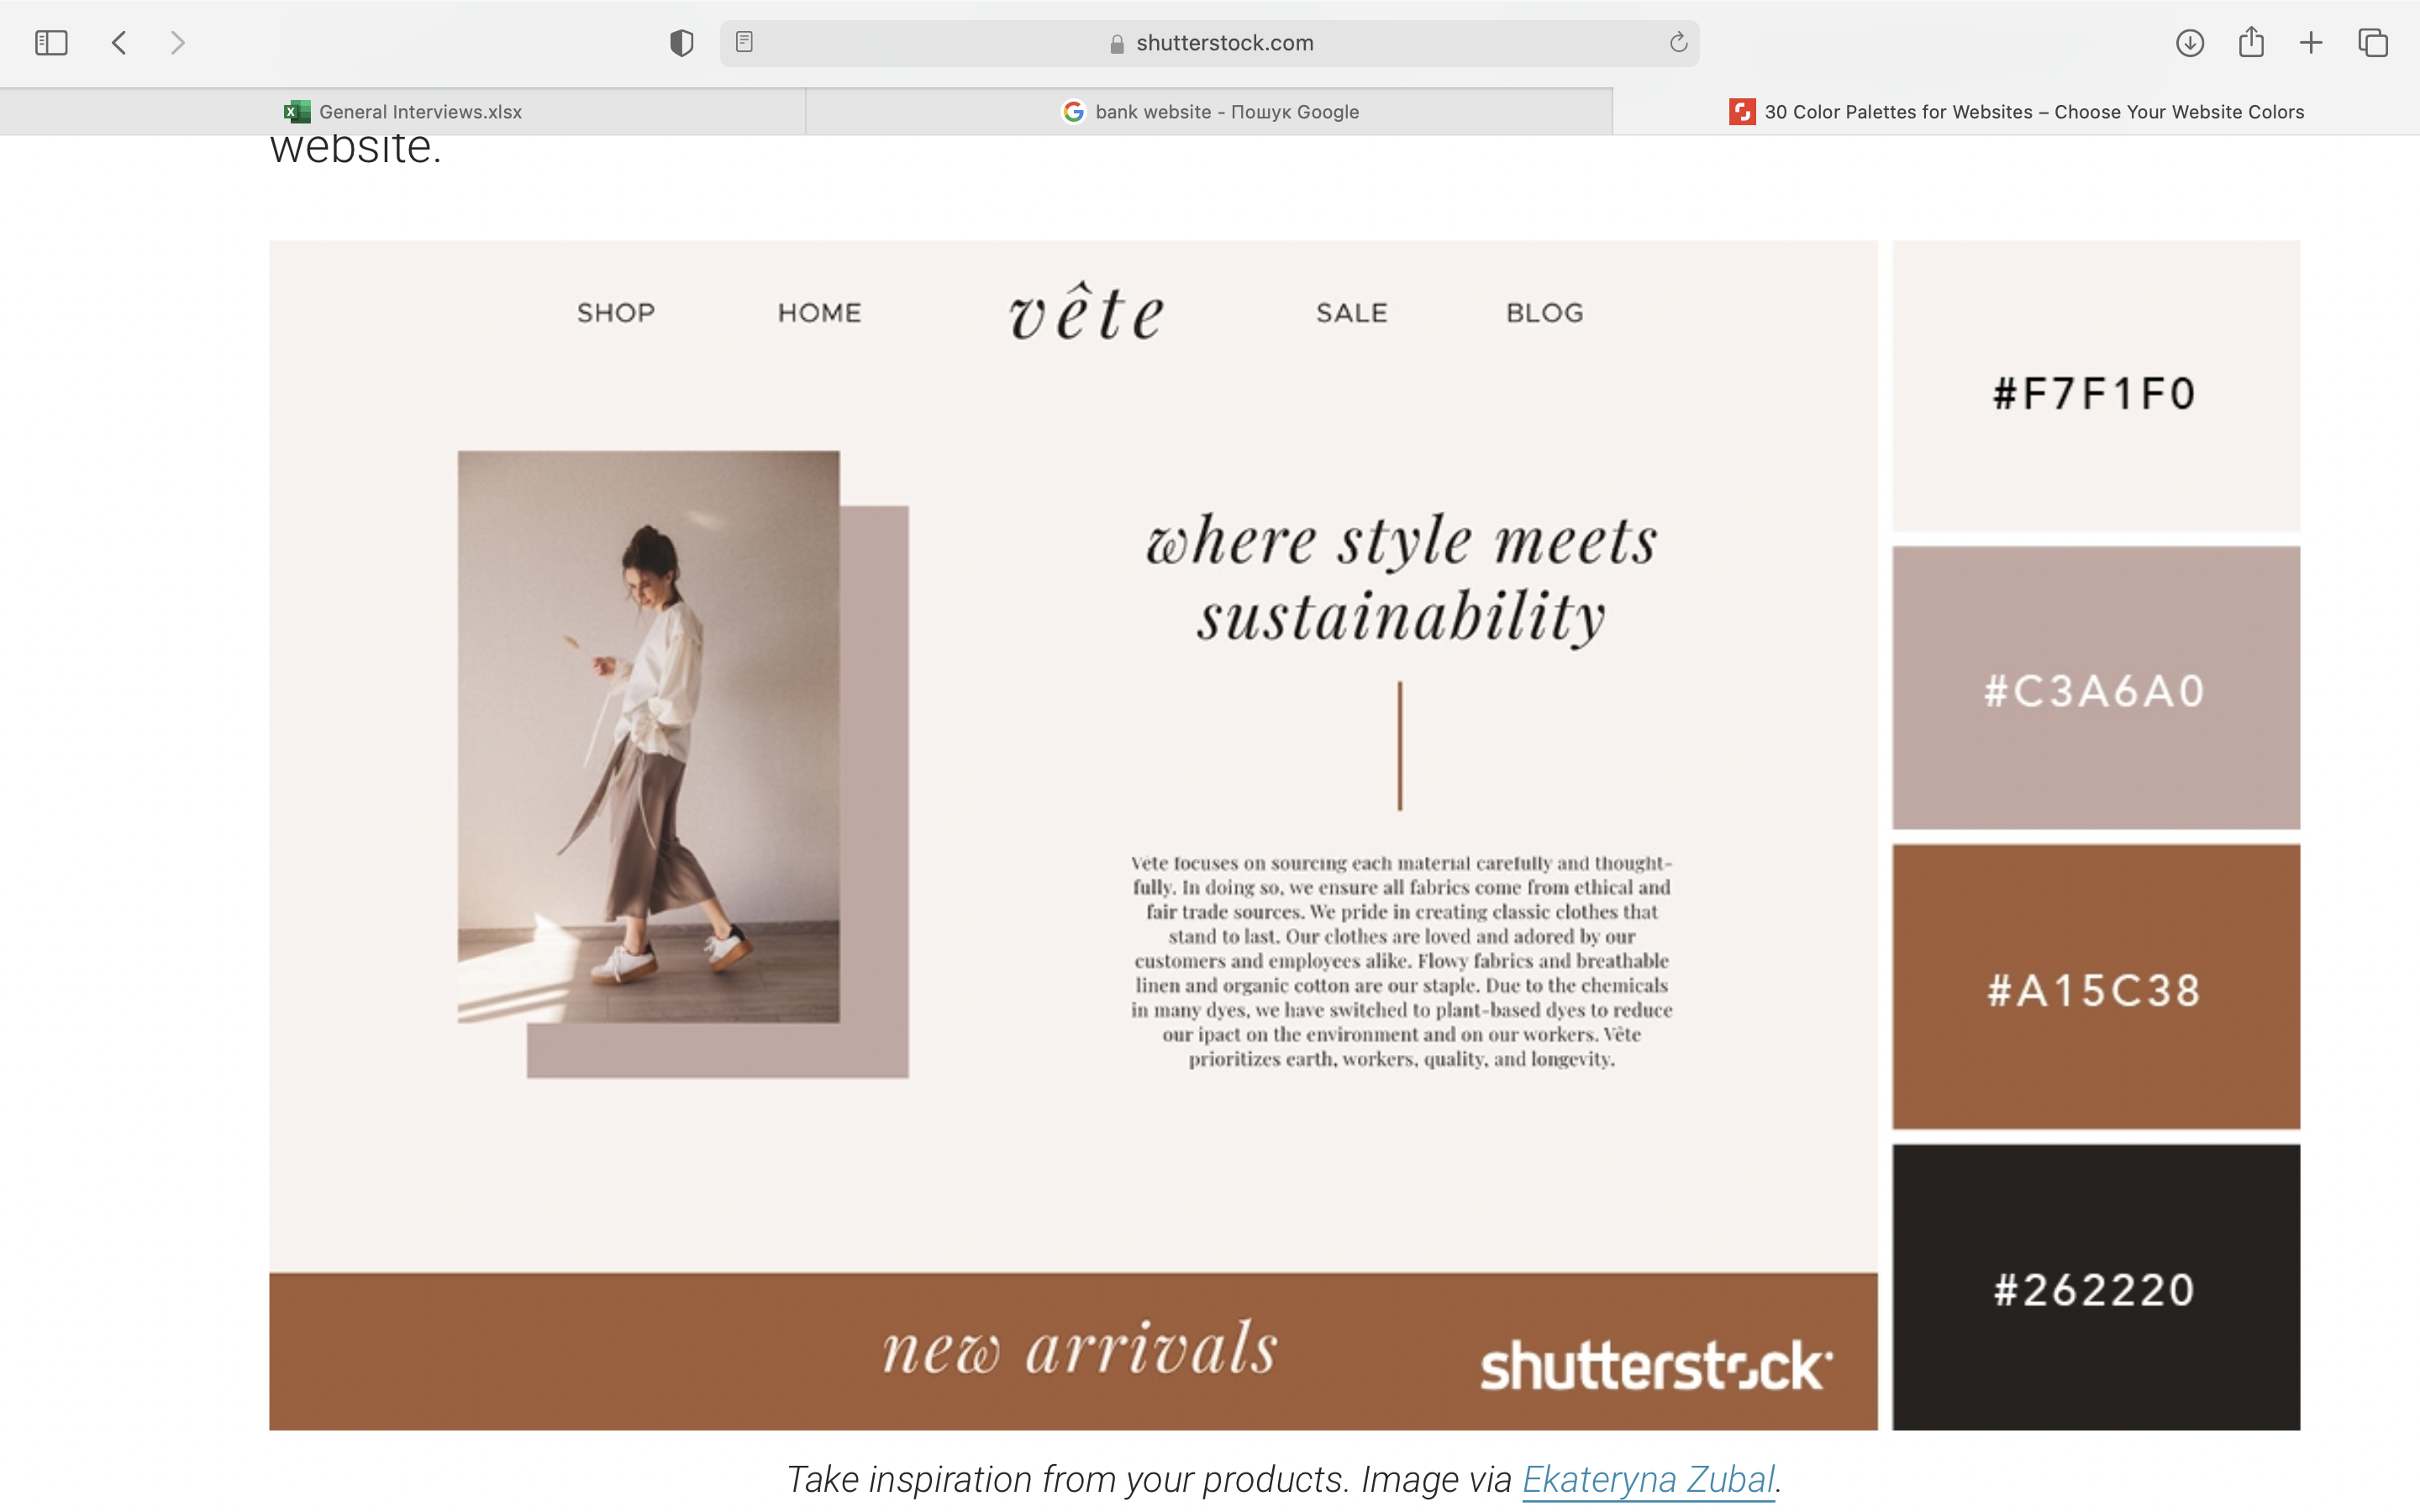 shutterstock.com
General Interviews.xlsx
bank website - Пошук Google
30 Color Palettes for Websites – Choose Your Website Colors
website.
SHOP
HOME
vête
SALE
BLOG
where style meets
sustainability
Vête focuses on sourcing each material carefully and thought-
fully. In doing so, we ensure all fabrics come from ethical and
fair trade sources. We pride in creating classic clothes that
stand to last. Our clothes are loved and adored by our
customers and employees alike. Flowy fabrics and breathable
linen and organic cotton are our staple. Due to the chemicals
in many dyes, we have switched to plant-based dyes to reduce
our ipact on the environment and on our workers. Vête
prioritizes earth, workers, quality, and longevity.
new arrivals
shutterstock
#F7F1F0
#C3A6A0
#A15C38
#262220
Take inspiration from your products. Image via Ekateryna Zubal.